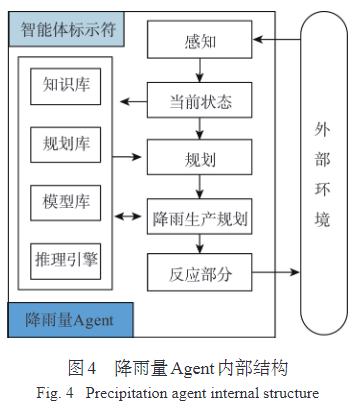 智能体标示符
感知
知识库
当前状态
规划库
规划
模型库
降雨生产规划
推理引擎
反应部分
降雨量Agent
外部环境
图4 降雨量Agent内部结构
Fig. 4 Precipitation agent internal structure